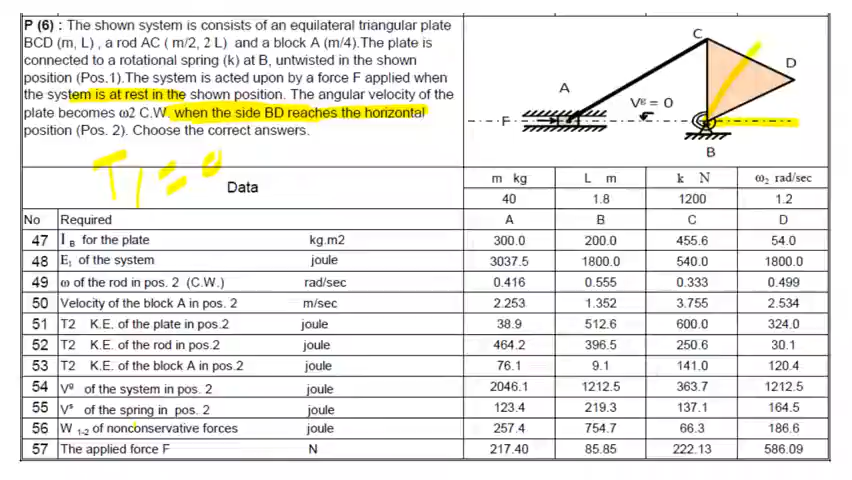 P (6) : The shown system is consists of an equilateral triangular plate
BCD (m, L) , a rod AC ( m/2, 2 L) and a block A (m/4).The plate is
connected to a rotational spring (k) at B, untwisted in the shown
position (Pos.1).The system is acted upon by a force F applied when
the system is at rest in the shown position. The angular velocity of the
plate becomes ω2 C.W. when the side BD reaches the horizontal
position (Pos. 2). Choose the correct answers.
C
D
A
Vᵍ = 0
F
B
T₁ = 0
Data
m kg L m k N ω₂ rad/sec
40 1.8 1200 1.2
No Required A B C D
47 I B for the plate kg.m2 300.0 200.0 455.6 54.0
48 E₁ of the system joule 3037.5 1800.0 540.0 1800.0
49 ω of the rod in pos. 2 (C.W.) rad/sec 0.416 0.555 0.333 0.499
50 Velocity of the block A in pos. 2 m/sec 2.253 1.352 3.755 2.534
51 T2 K.E. of the plate in pos.2 joule 38.9 512.6 600.0 324.0
52 T2 K.E. of the rod in pos.2 joule 464.2 396.5 250.6 30.1
53 T2 K.E. of the block A in pos.2 joule 76.1 9.1 141.0 120.4
54 Vᵍ of the system in pos. 2 joule 2046.1 1212.5 363.7 1212.5
55 Vˢ of the spring in pos. 2 joule 123.4 219.3 137.1 164.5
56 W ₁₋₂ of nonconservative forces joule 257.4 754.7 66.3 186.6
57 The applied force F N 217.40 85.85 222.13 586.09